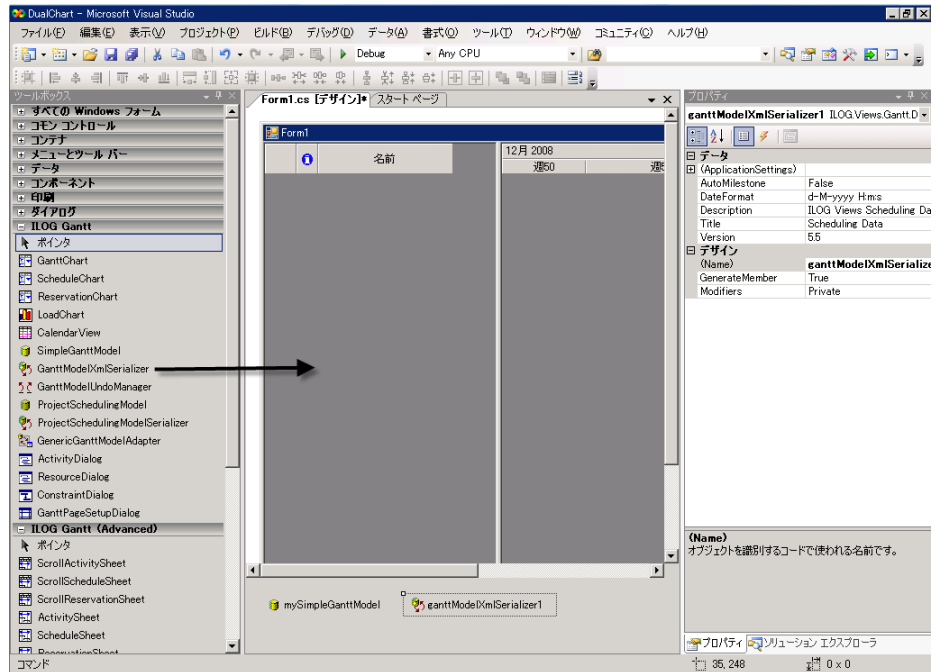 DualChart - Microsoft Visual Studio
ファイル(F) 編集(E) 表示(V) プロジェクト(P) ビルド(B) デバッグ(D) データ(A) 書式(O) ツール(T) ウィンドウ(W) コミュニティ(C) ヘルプ(H)
Debug Any CPU
ツールボックス
すべての Windows フォーム
コモン コントロール
コンテナ
メニューとツール バー
データ
コンポーネント
印刷
ダイアログ
ILOG Gantt
ポインタ
GanttChart
ScheduleChart
ReservationChart
LoadChart
CalendarView
SimpleGanttModel
GanttModelXmlSerializer
GanttModelUndoManager
ProjectSchedulingModel
ProjectSchedulingModelSerializer
GenericGanttModelAdapter
ActivityDialog
ResourceDialog
ConstraintDialog
GanttPageSetupDialog
ILOG Gantt (Advanced)
ポインタ
ScrollActivitySheet
ScrollScheduleSheet
ScrollReservationSheet
ActivitySheet
ScheduleSheet
ReservationSheet
コマンド
Form1.cs [デザイン]* スタート ページ
Form1
名前
12月 2008
週50
mySimpleGanttModel
ganttModelXmlSerializer1
プロパティ
ganttModelXmlSerializer1 ILOG.Views.Gantt.D
データ
(ApplicationSettings)
AutoMilestone False
DateFormat d-M-yyyy H:m:s
Description ILOG Views Scheduling Da
Title Scheduling Data
Version 5.5
デザイン
(Name) ganttModelXmlSerialize
GenerateMember True
Modifiers Private
(Name)
オブジェクトを識別するコードで使われる名前です。
プロパティ ソリューション エクスプローラ
35, 248 0 x 0